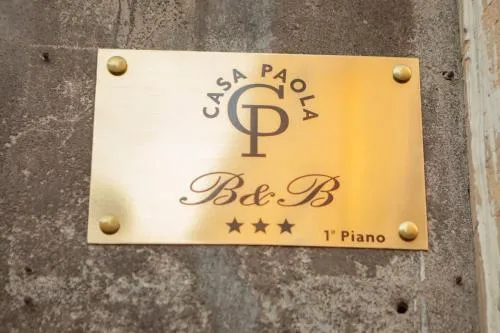 CASA PAOLA
CP
B&B
★★★
1° Piano